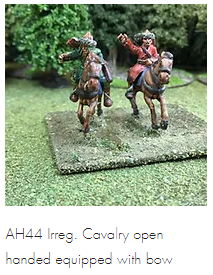 AH44 Irreg. Cavalry open
handed equipped with bow